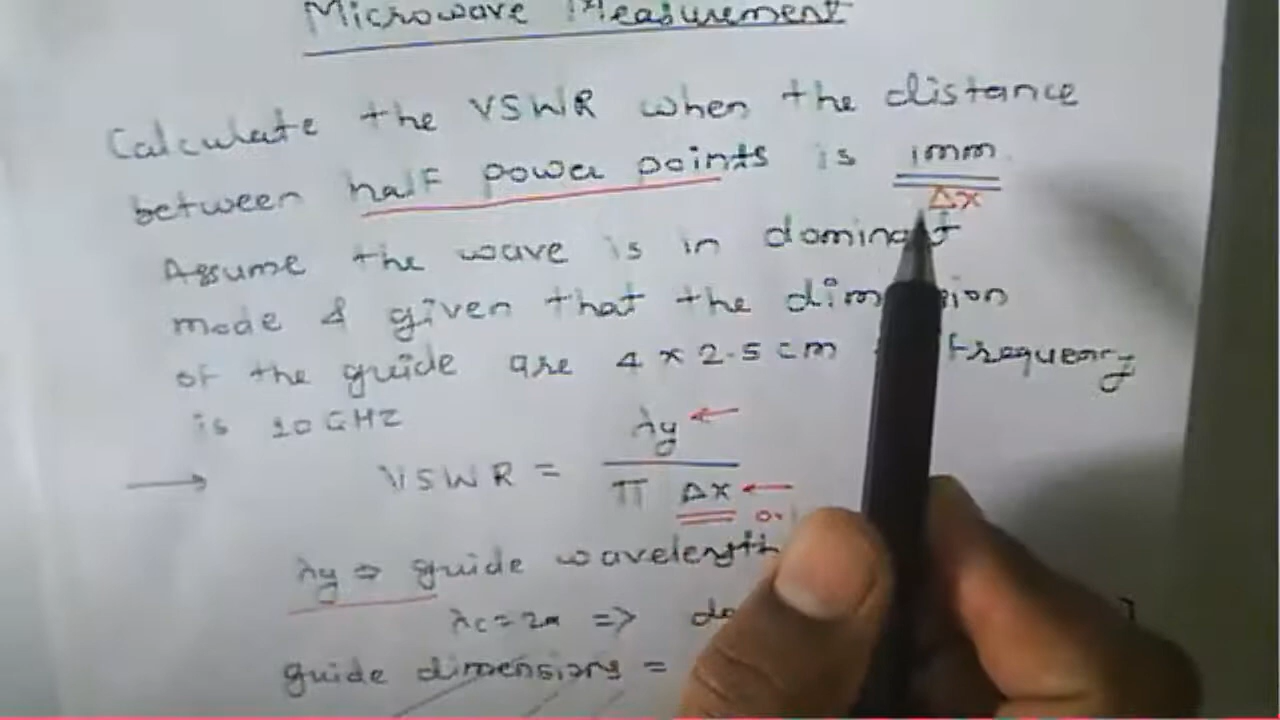 Microwave Measurement
Calculate the VSWR when the distance
between half power points is 1mm
Δx
Assume the wave is in dominant
mode & given that the dimension
of the guide are 4 × 2.5 cm frequency
is 10 GHZ
→ VSWR = λg / π Δx
0.
λg ⇒ guide wavelength
λc = 2a ⇒
guide dimensions =